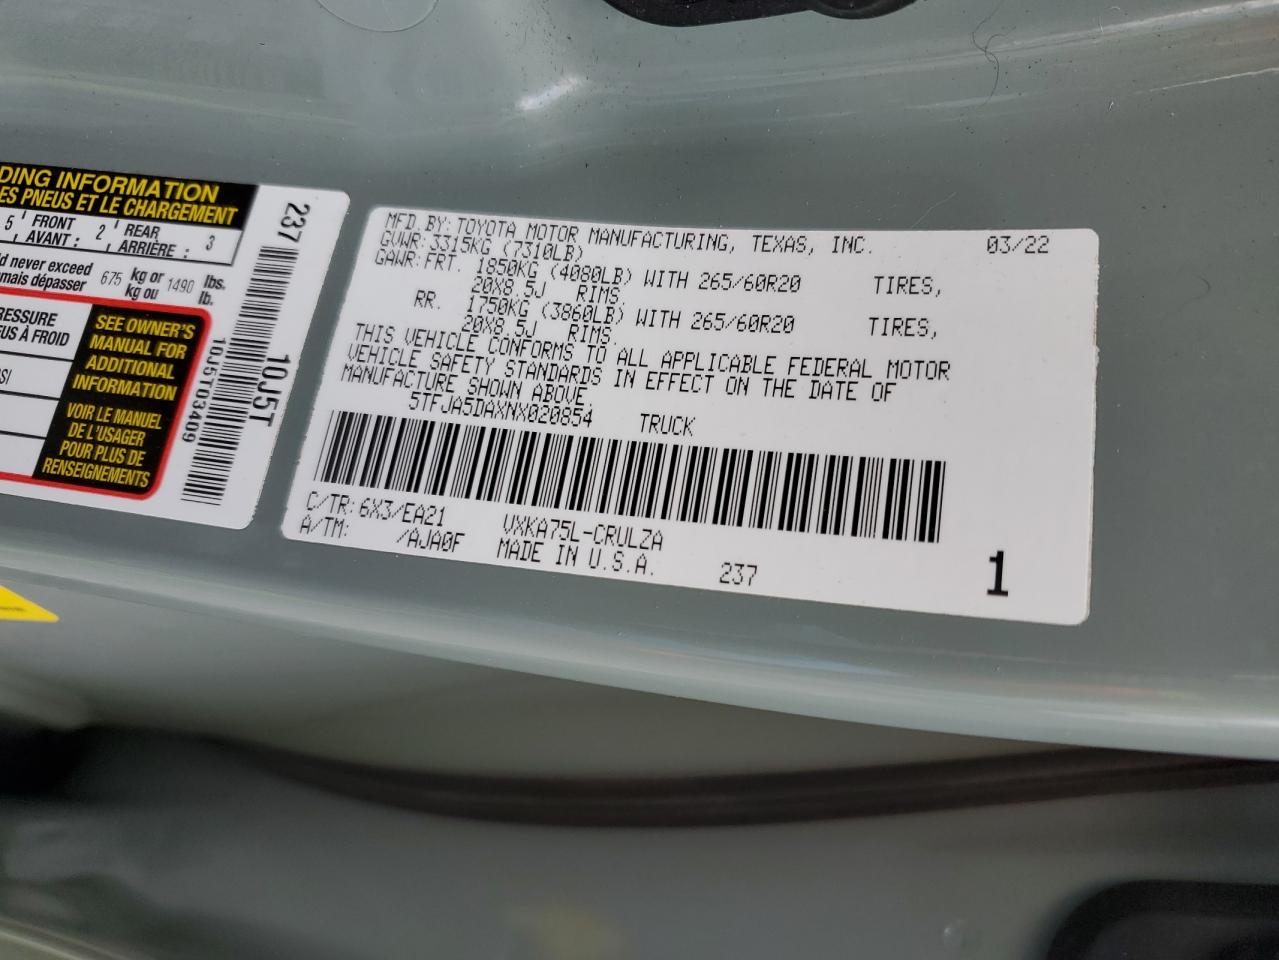 DING INFORMATION
ES PNEUS ET LE CHARGEMENT
5 FRONT 2 REAR 3
AVANT : ARRIÈRE :
ld never exceed 675 kg or 1490 lbs.
amais dépasser kg ou lb.
RESSURE
US À FROID
SI
SEE OWNER'S
MANUAL FOR
ADDITIONAL
INFORMATION
VOIR LE MANUEL
DE L'USAGER
POUR PLUS DE
RENSEIGNEMENTS
237
10J5T
10J5T03409
MFD. BY: TOYOTA MOTOR MANUFACTURING, TEXAS, INC. 03/22
GVWR: 3315KG (7310LB)
GAWR: FRT. 1850KG (4080LB) WITH 265/60R20 TIRES,
20X8.5J RIMS.
RR. 1750KG (3860LB) WITH 265/60R20 TIRES,
20X8.5J RIMS.
THIS VEHICLE CONFORMS TO ALL APPLICABLE FEDERAL MOTOR
VEHICLE SAFETY STANDARDS IN EFFECT ON THE DATE OF
MANUFACTURE SHOWN ABOVE.
5TFJA5DAXNX020854 TRUCK
C/TR: 6X3/EA21 VXKA75L-CRULZA
A/TM: /AJA0F MADE IN U.S.A. 237
1